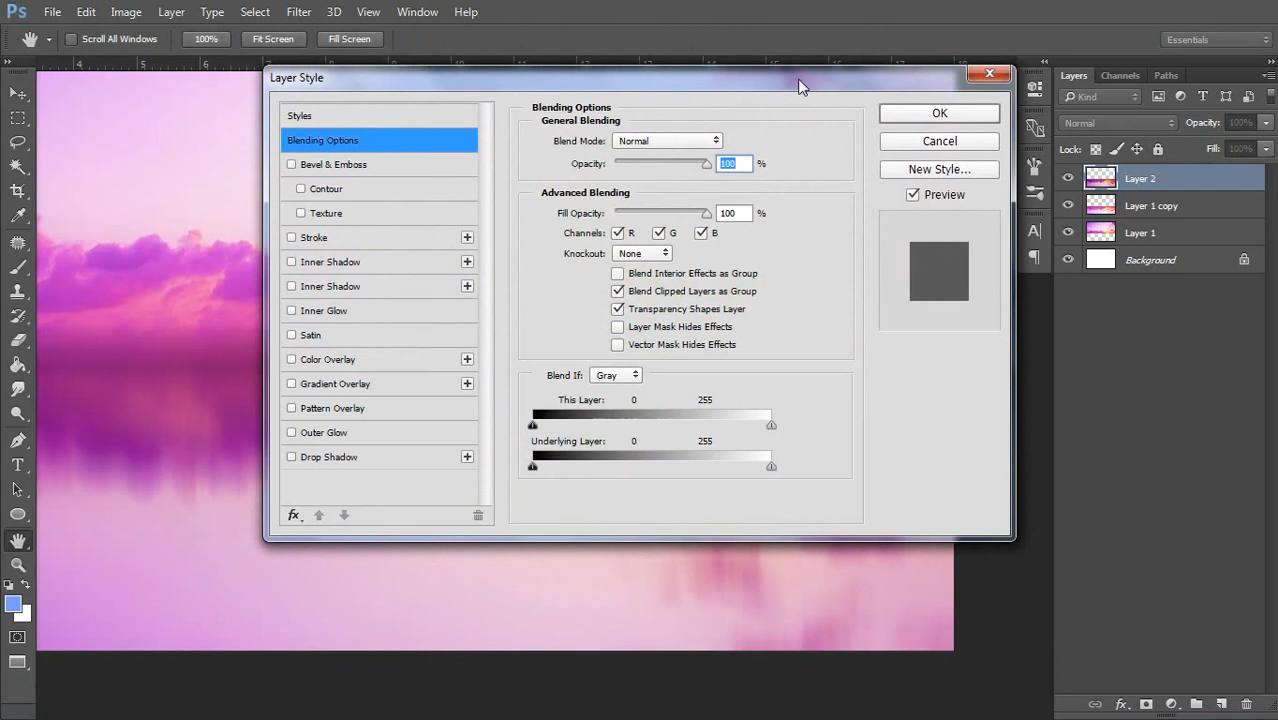 Ps File Edit Image Layer Type Select Filter 3D View Window Help
Scroll All Windows 100% Fit Screen Fill Screen Essentials
4 5 6
Layer Style
Styles
Blending Options
Bevel & Emboss
Contour
Texture
Stroke
Inner Shadow
Inner Shadow
Inner Glow
Satin
Color Overlay
Gradient Overlay
Pattern Overlay
Outer Glow
Drop Shadow
fx
Blending Options
General Blending
Blend Mode: Normal
Opacity: 100 %
Advanced Blending
Fill Opacity: 100 %
Channels: R G B
Knockout: None
Blend Interior Effects as Group
Blend Clipped Layers as Group
Transparency Shapes Layer
Layer Mask Hides Effects
Vector Mask Hides Effects
Blend If: Gray
This Layer: 0 255
Underlying Layer: 0 255
OK
Cancel
New Style...
Preview
Layers Channels Paths
Kind
Normal Opacity: 100%
Lock: Fill: 100%
Layer 2
Layer 1 copy
Layer 1
Background
fx